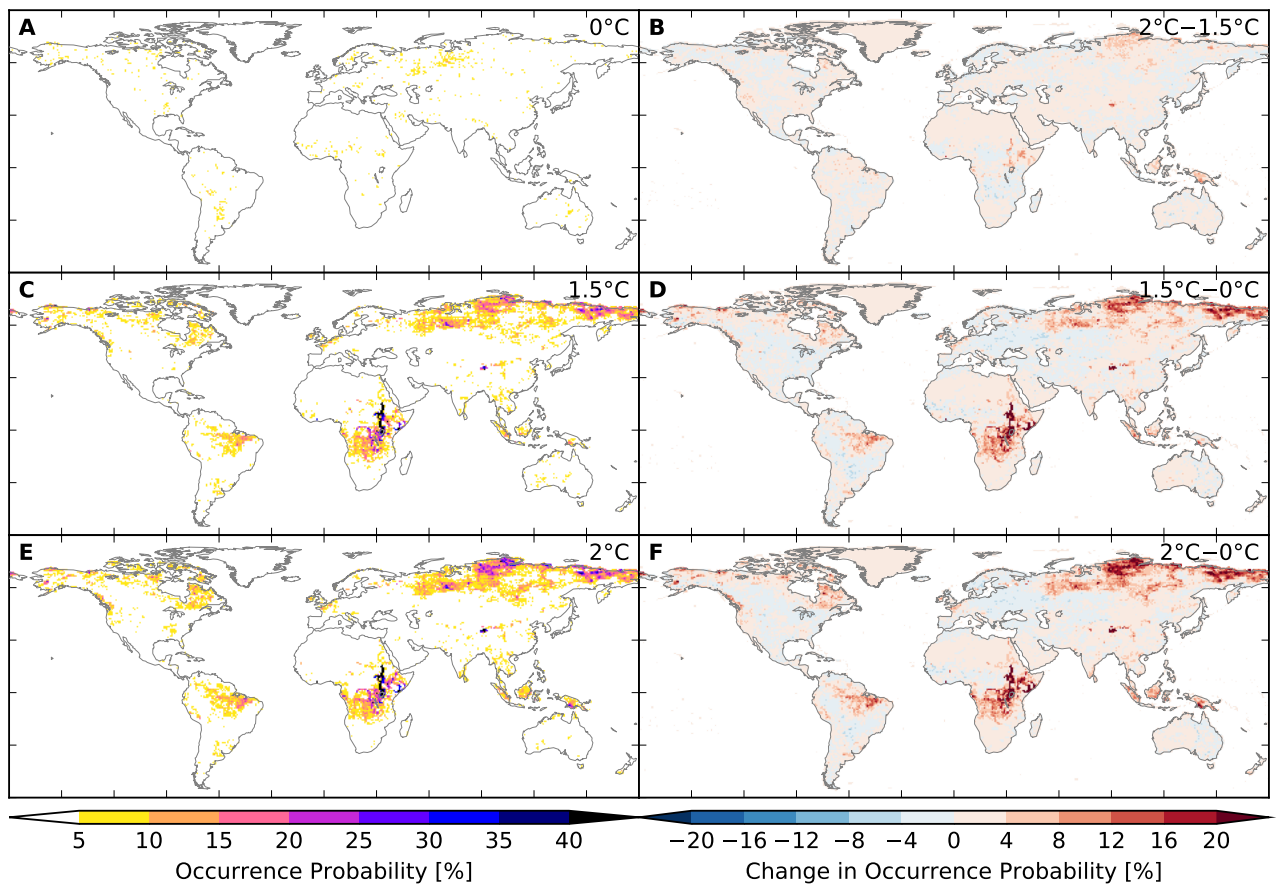 A 0°C
B 2°C−1.5°C
C 1.5°C
D 1.5°C−0°C
E 2°C
F 2°C−0°C
5 10 15 20 25 30 35 40
Occurrence Probability [%]
−20 −16 −12 −8 −4 0 4 8 12 16 20
Change in Occurrence Probability [%]